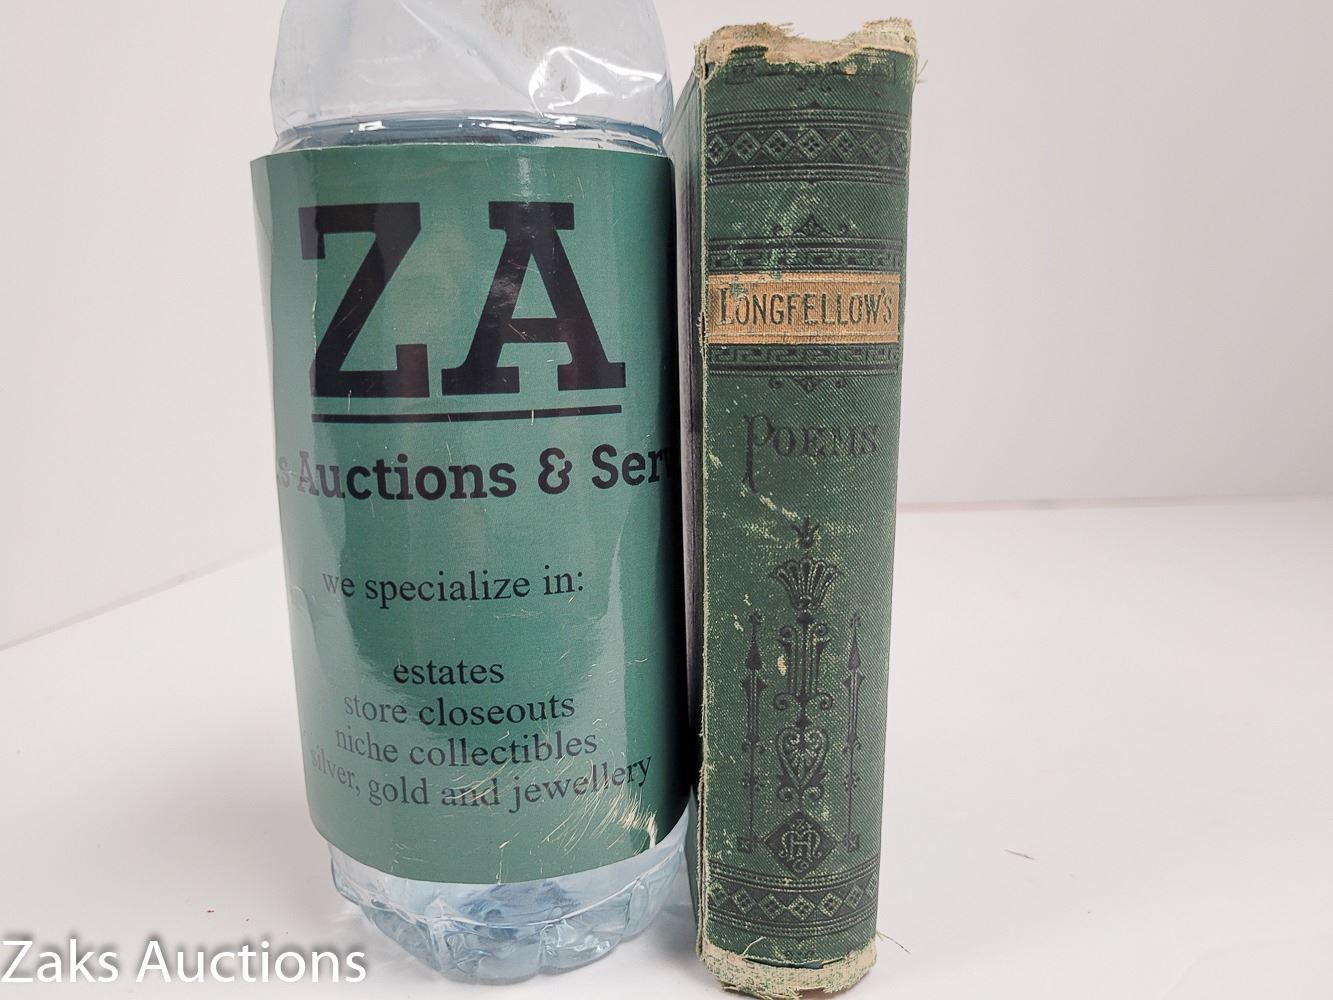 ZA
s Auctions & Serv
we specialize in:
estates
store closeouts
niche collectibles
silver, gold and jewellery
LONGFELLOW'S
POEMS
Zaks Auctions